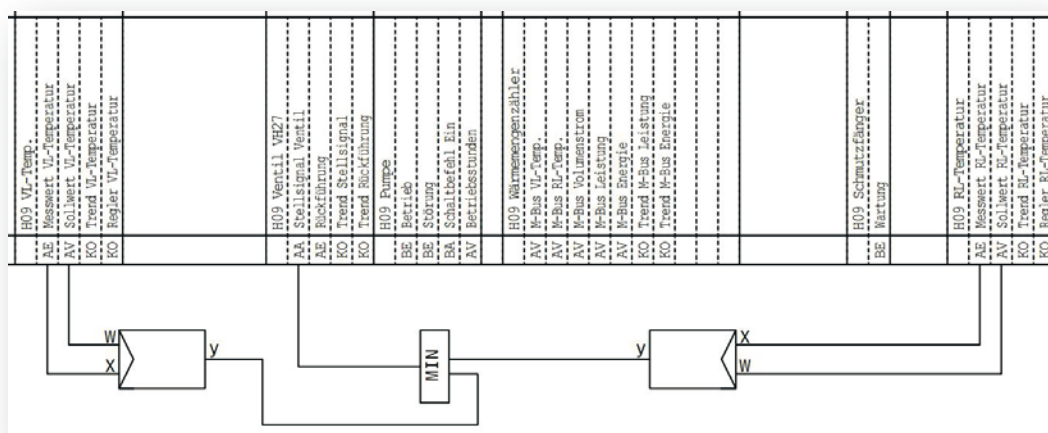 H09 VL-Temp.
AE Messwert VL-Temperatur
AV Sollwert VL-Temperatur
KO Trend VL-Temperatur
KO Regler VL-Temperatur
H09 Ventil VH27
AA Stellsignal Ventil
AE Rückführung
KO Trend Stellsignal
KO Trend Rückführung
H09 Pumpe
BE Betrieb
BE Störung
BA Schaltbefehl Ein
AV Betriebsstunden
H09 Wärmemengenzähler
AV M-Bus VL-Temp.
AV M-Bus RL-Temp.
AV M-Bus Volumenstrom
AV M-Bus Leistung
AV M-Bus Energie
KO Trend M-Bus Leistung
KO Trend M-Bus Energie
H09 Schmutzfänger
BE Wartung
H09 RL-Temperatur
AE Messwert RL-Temperatur
AV Sollwert RL-Temperatur
KO Trend RL-Temperatur
KO Regler RL-Temperatur
W
X
y
MIN
y
X
W